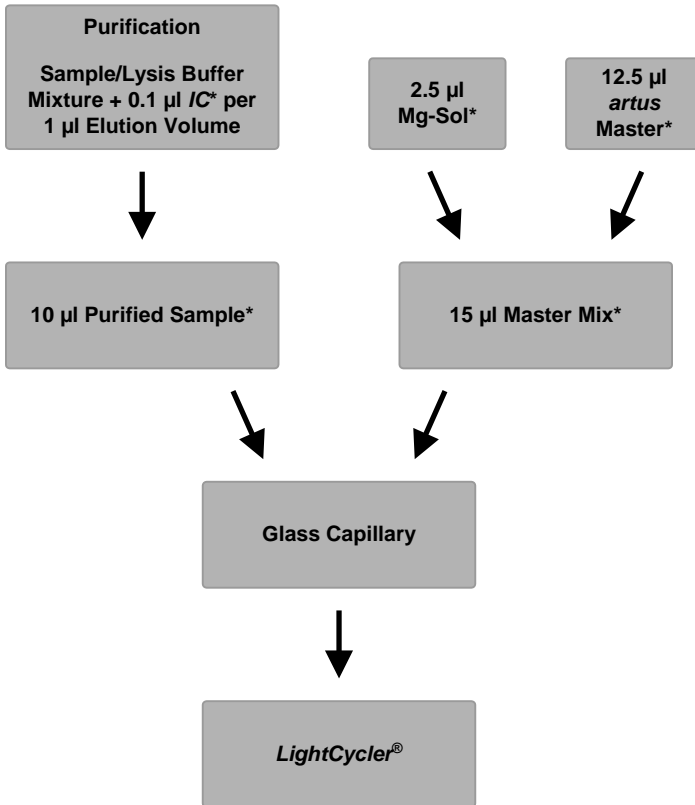 Purification
Sample/Lysis Buffer
Mixture + 0.1 µl IC* per
1 µl Elution Volume
2.5 µl
Mg-Sol*
12.5 µl
artus
Master*
10 µl Purified Sample*
15 µl Master Mix*
Glass Capillary
LightCycler®